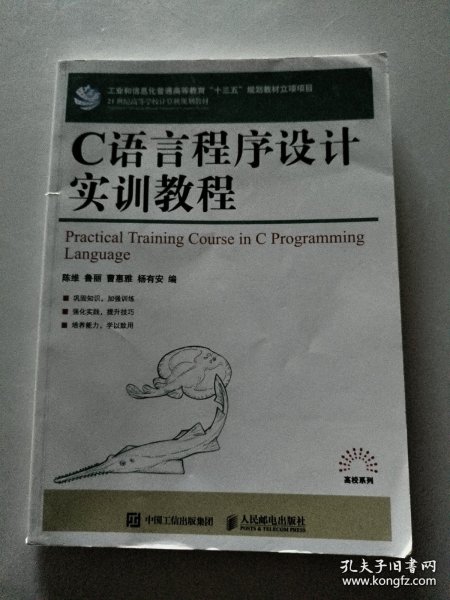 工业和信息化普通高等教育“十三五”规划教材立项项目
21世纪高等学校计算机规划教材
C语言程序设计
实训教程
Practical Training Course in C Programming
Language
陈维 鲁丽 曹惠雅 杨有安 编
■ 巩固知识，加强训练
■ 强化实践，提升技巧
■ 培养能力，学以致用
高校系列
中国工信出版集团
人民邮电出版社
POSTS & TELECOM PRESS
孔夫子旧书网
www.kongfz.com